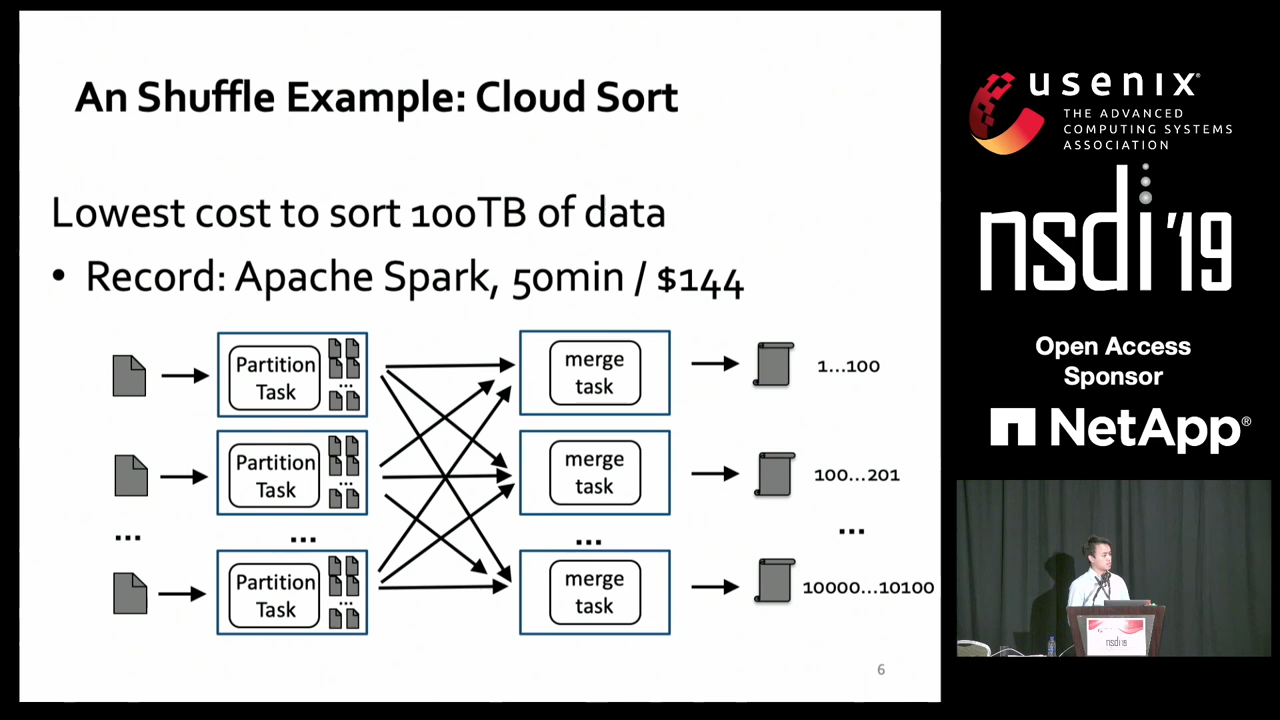 An Shuffle Example: Cloud Sort
Lowest cost to sort 100TB of data
• Record: Apache Spark, 50min / $144
Partition
Task
...
merge
task
1...100
Partition
Task
...
merge
task
100...201
...
...
...
...
Partition
Task
...
merge
task
10000...10100
6
usenix®
THE ADVANCED
COMPUTING SYSTEMS
ASSOCIATION
nsdi '19
Open Access
Sponsor
NetApp®
nsdi '19